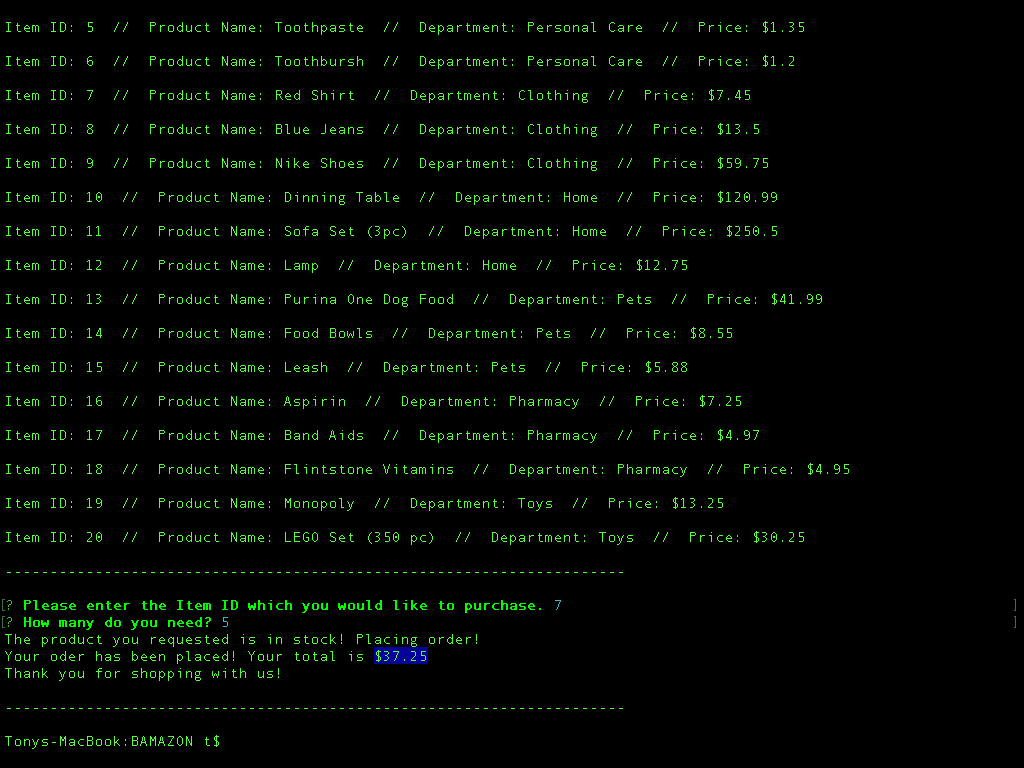 Item ID: 5  //  Product Name: Toothpaste  //  Department: Personal Care  //  Price: $1.35
Item ID: 6  //  Product Name: Toothbursh  //  Department: Personal Care  //  Price: $1.2
Item ID: 7  //  Product Name: Red Shirt  //  Department: Clothing  //  Price: $7.45
Item ID: 8  //  Product Name: Blue Jeans  //  Department: Clothing  //  Price: $13.5
Item ID: 9  //  Product Name: Nike Shoes  //  Department: Clothing  //  Price: $59.75
Item ID: 10  //  Product Name: Dinning Table  //  Department: Home  //  Price: $120.99
Item ID: 11  //  Product Name: Sofa Set (3pc)  //  Department: Home  //  Price: $250.5
Item ID: 12  //  Product Name: Lamp  //  Department: Home  //  Price: $12.75
Item ID: 13  //  Product Name: Purina One Dog Food  //  Department: Pets  //  Price: $41.99
Item ID: 14  //  Product Name: Food Bowls  //  Department: Pets  //  Price: $8.55
Item ID: 15  //  Product Name: Leash  //  Department: Pets  //  Price: $5.88
Item ID: 16  //  Product Name: Aspirin  //  Department: Pharmacy  //  Price: $7.25
Item ID: 17  //  Product Name: Band Aids  //  Department: Pharmacy  //  Price: $4.97
Item ID: 18  //  Product Name: Flintstone Vitamins  //  Department: Pharmacy  //  Price: $4.95
Item ID: 19  //  Product Name: Monopoly  //  Department: Toys  //  Price: $13.25
Item ID: 20  //  Product Name: LEGO Set (350 pc)  //  Department: Toys  //  Price: $30.25
---------------------------------------------------------------------
[? Please enter the Item ID which you would like to purchase. 7 ]
[? How many do you need? 5 ]
The product you requested is in stock! Placing order!
Your oder has been placed! Your total is $37.25
Thank you for shopping with us!
---------------------------------------------------------------------
Tonys-MacBook:BAMAZON t$